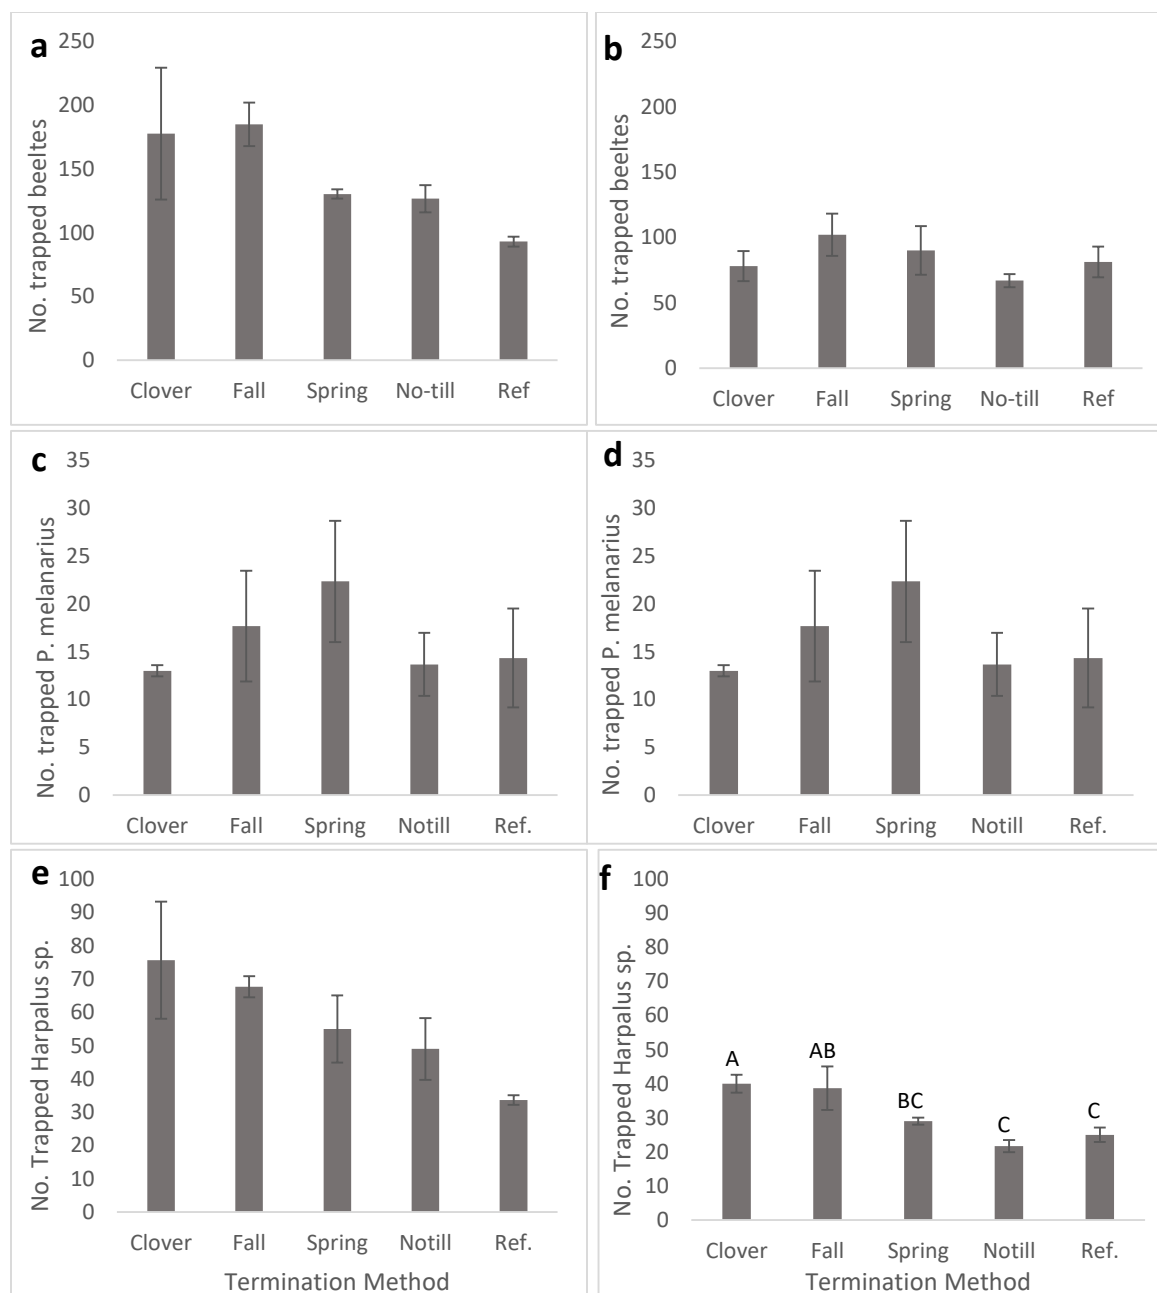 a
250
200
150
100
50
0
No. trapped beeltes
Clover Fall Spring No-till Ref
b
250
200
150
100
50
0
No. trapped beeltes
Clover Fall Spring No-till Ref
c
35
30
25
20
15
10
5
0
No. trapped P. melanarius
Clover Fall Spring Notill Ref.
d
35
30
25
20
15
10
5
0
No. trapped P. melanarius
Clover Fall Spring Notill Ref.
e
100
90
80
70
60
50
40
30
20
10
0
No. Trapped Harpalus sp.
Clover Fall Spring Notill Ref.
Termination Method
f
100
90
80
70
60
50
40
30
20
10
0
No. Trapped Harpalus sp.
A AB BC C C
Clover Fall Spring Notill Ref.
Termination Method